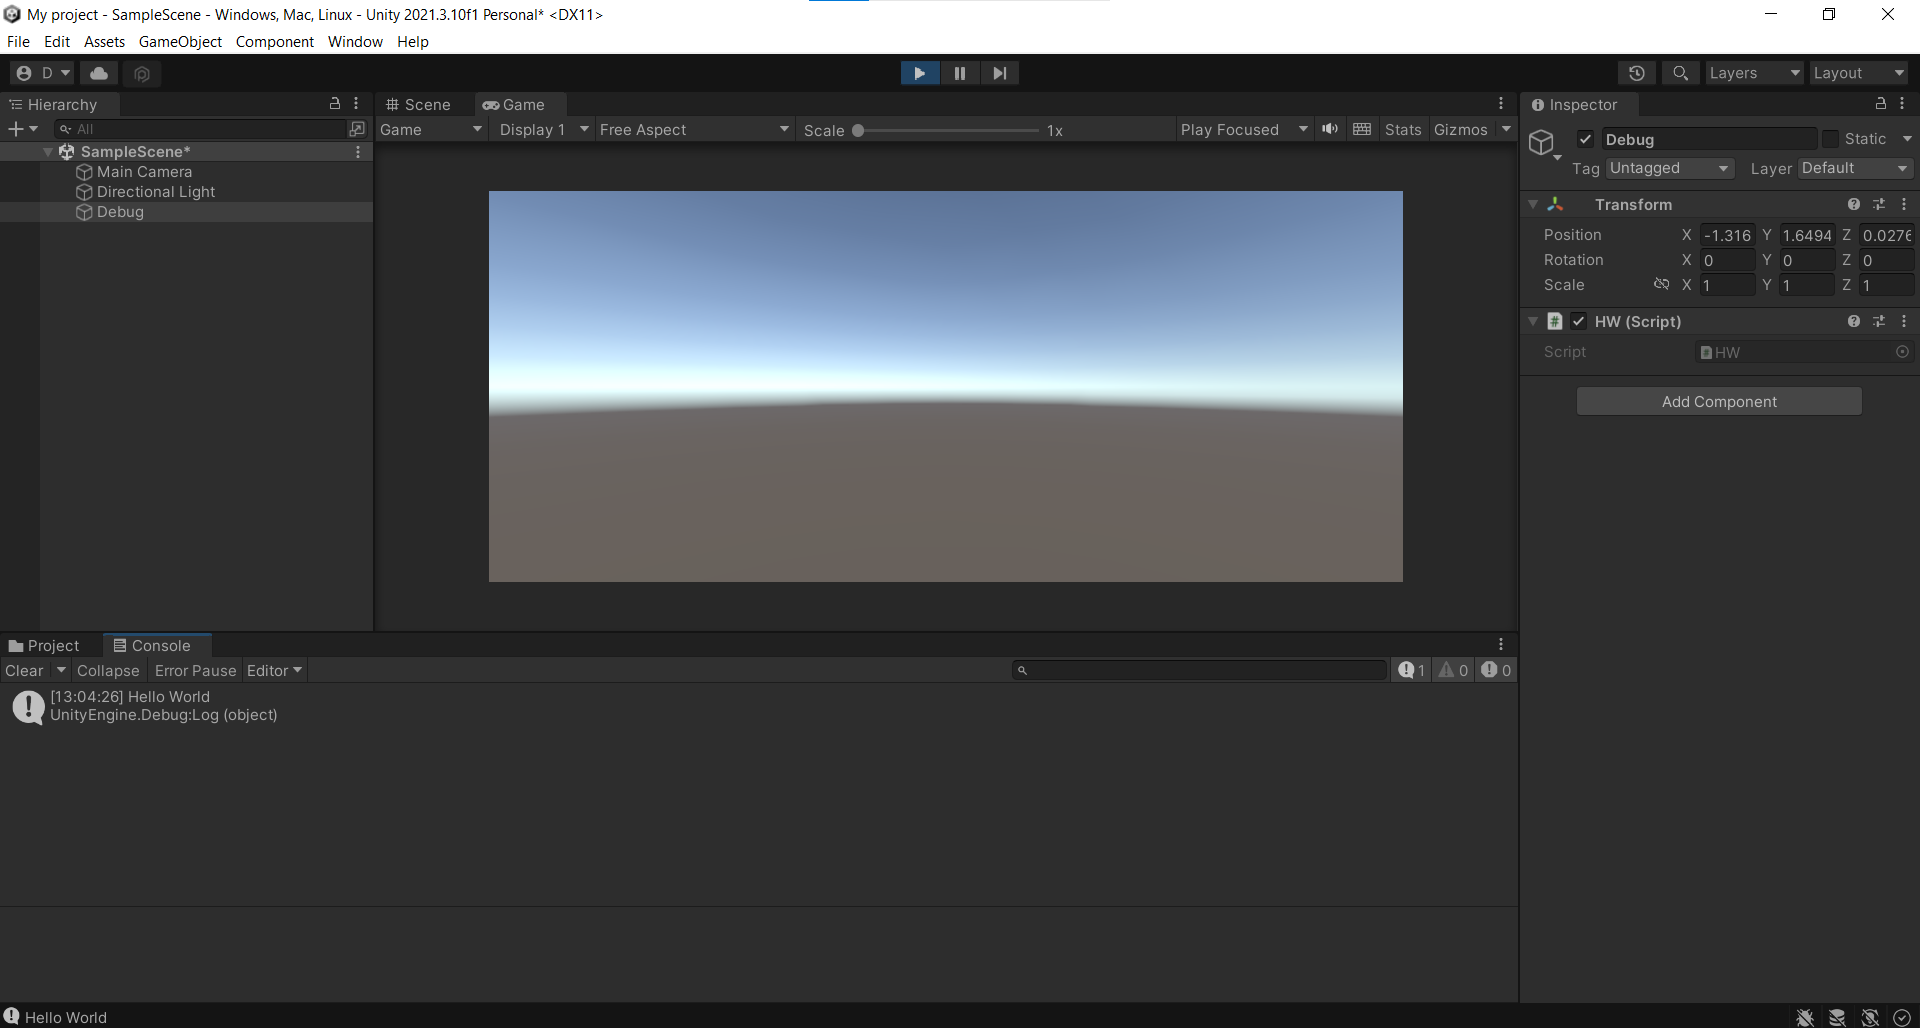 My project - SampleScene - Windows, Mac, Linux - Unity 2021.3.10f1 Personal* <DX11>
File Edit Assets GameObject Component Window Help
D Layers Layout
Hierarchy
All
SampleScene*
Main Camera
Directional Light
Debug
Scene Game
Game Display 1 Free Aspect Scale 1x Play Focused Stats Gizmos
Inspector
Debug Static
Tag Untagged Layer Default
Transform
Position X -1.316 Y 1.6494 Z 0.0276
Rotation X 0 Y 0 Z 0
Scale X 1 Y 1 Z 1
# HW (Script)
Script HW
Add Component
Project Console
Clear Collapse Error Pause Editor 1 0 0
[13:04:26] Hello World
UnityEngine.Debug:Log (object)
Hello World